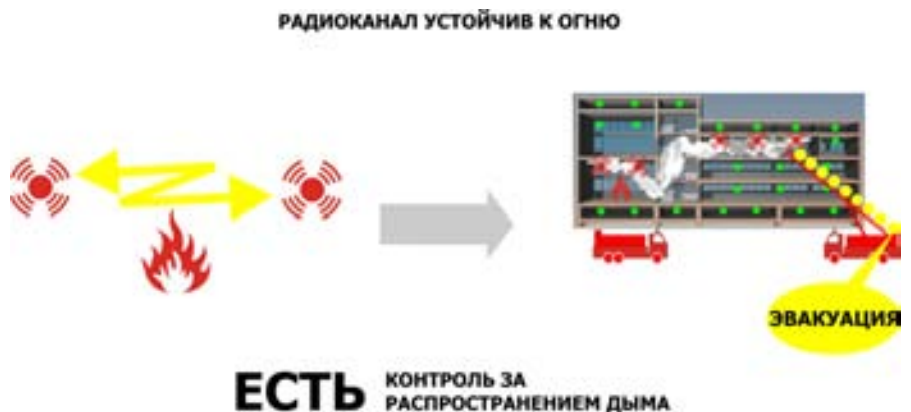 РАДИОКАНАЛ УСТОЙЧИВ К ОГНЮ
ЭВАКУАЦИЯ
ЕСТЬ КОНТРОЛЬ ЗА
РАСПРОСТРАНЕНИЕМ ДЫМА